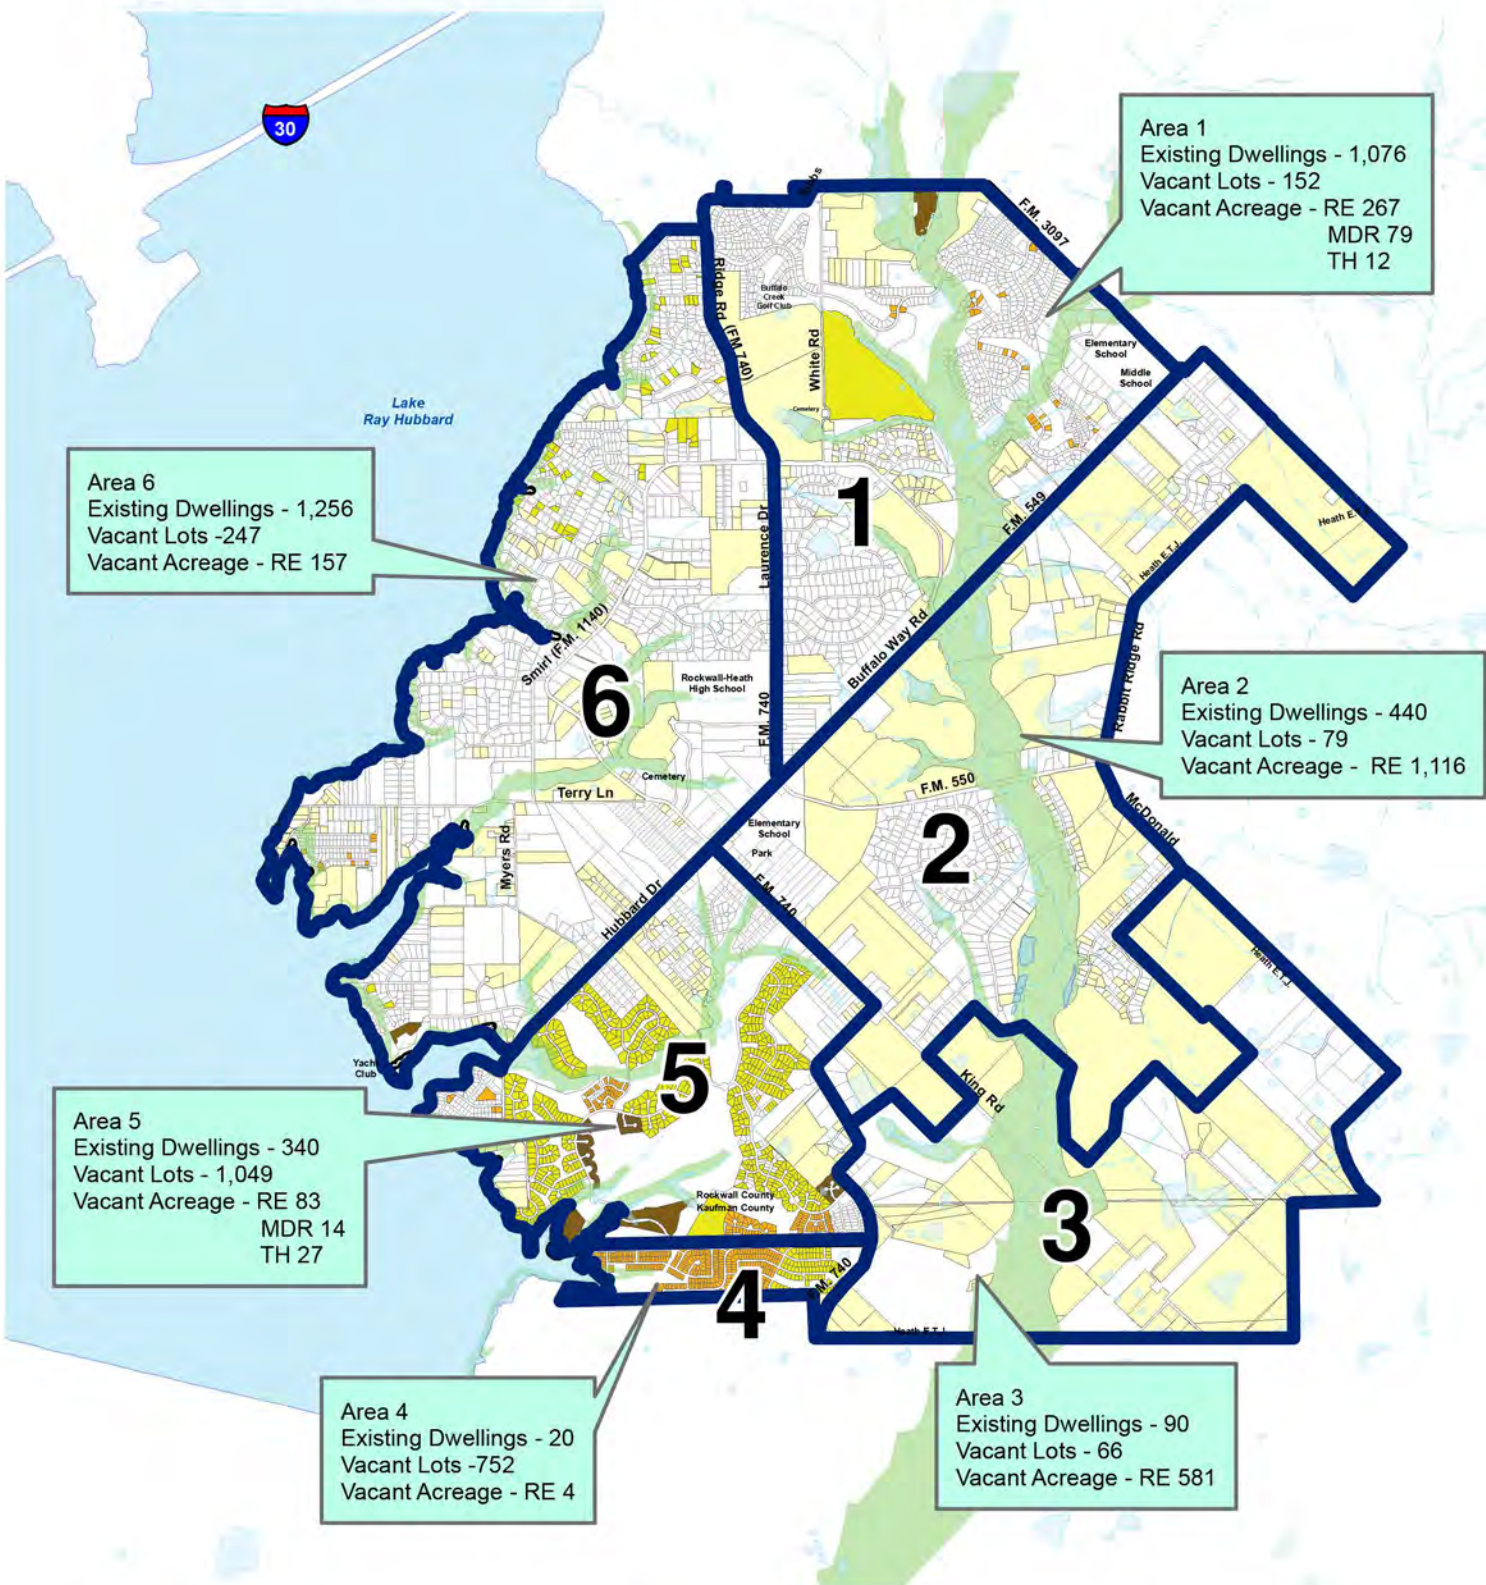 30
Area 1
Existing Dwellings - 1,076
Vacant Lots - 152
Vacant Acreage - RE 267
MDR 79
TH 12
F.M. 3097
Ridge Rd (FM 740)
Buffalo
Creek
Golf Club
White Rd
Elementary
School
Middle
School
Cemetery
Lake
Ray Hubbard
Area 6
Existing Dwellings - 1,256
Vacant Lots -247
Vacant Acreage - RE 157
1
Laurence Dr
F.M. 549
Heath E.T.J.
Heath E.T.J.
Smirl (F.M. 1140)
Buffalo Way Rd
Rabbit Ridge Rd
6
Rockwall-Heath
High School
F.M. 740
Area 2
Existing Dwellings - 440
Vacant Lots - 79
Vacant Acreage - RE 1,116
Cemetery
Terry Ln
F.M. 550
McDonald
Elementary
School
Park
2
Myers Rd
Hubbard Dr
F.M. 740
Heath E.T.J.
5
King Rd
Yacht
Club
Area 5
Existing Dwellings - 340
Vacant Lots - 1,049
Vacant Acreage - RE 83
MDR 14
TH 27
Rockwall County
Kaufman County
3
4
F.M. 740
Heath E.T.J.
Area 4
Existing Dwellings - 20
Vacant Lots -752
Vacant Acreage - RE 4
Area 3
Existing Dwellings - 90
Vacant Lots - 66
Vacant Acreage - RE 581